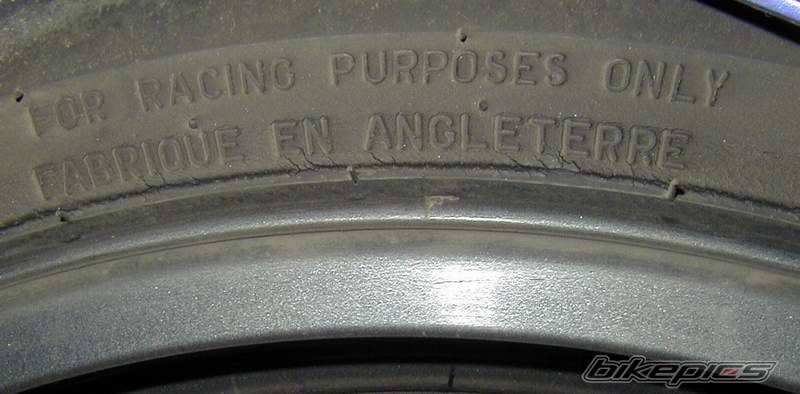 FOR RACING PURPOSES ONLY
FABRIQUE EN ANGLETERRE
bikepics